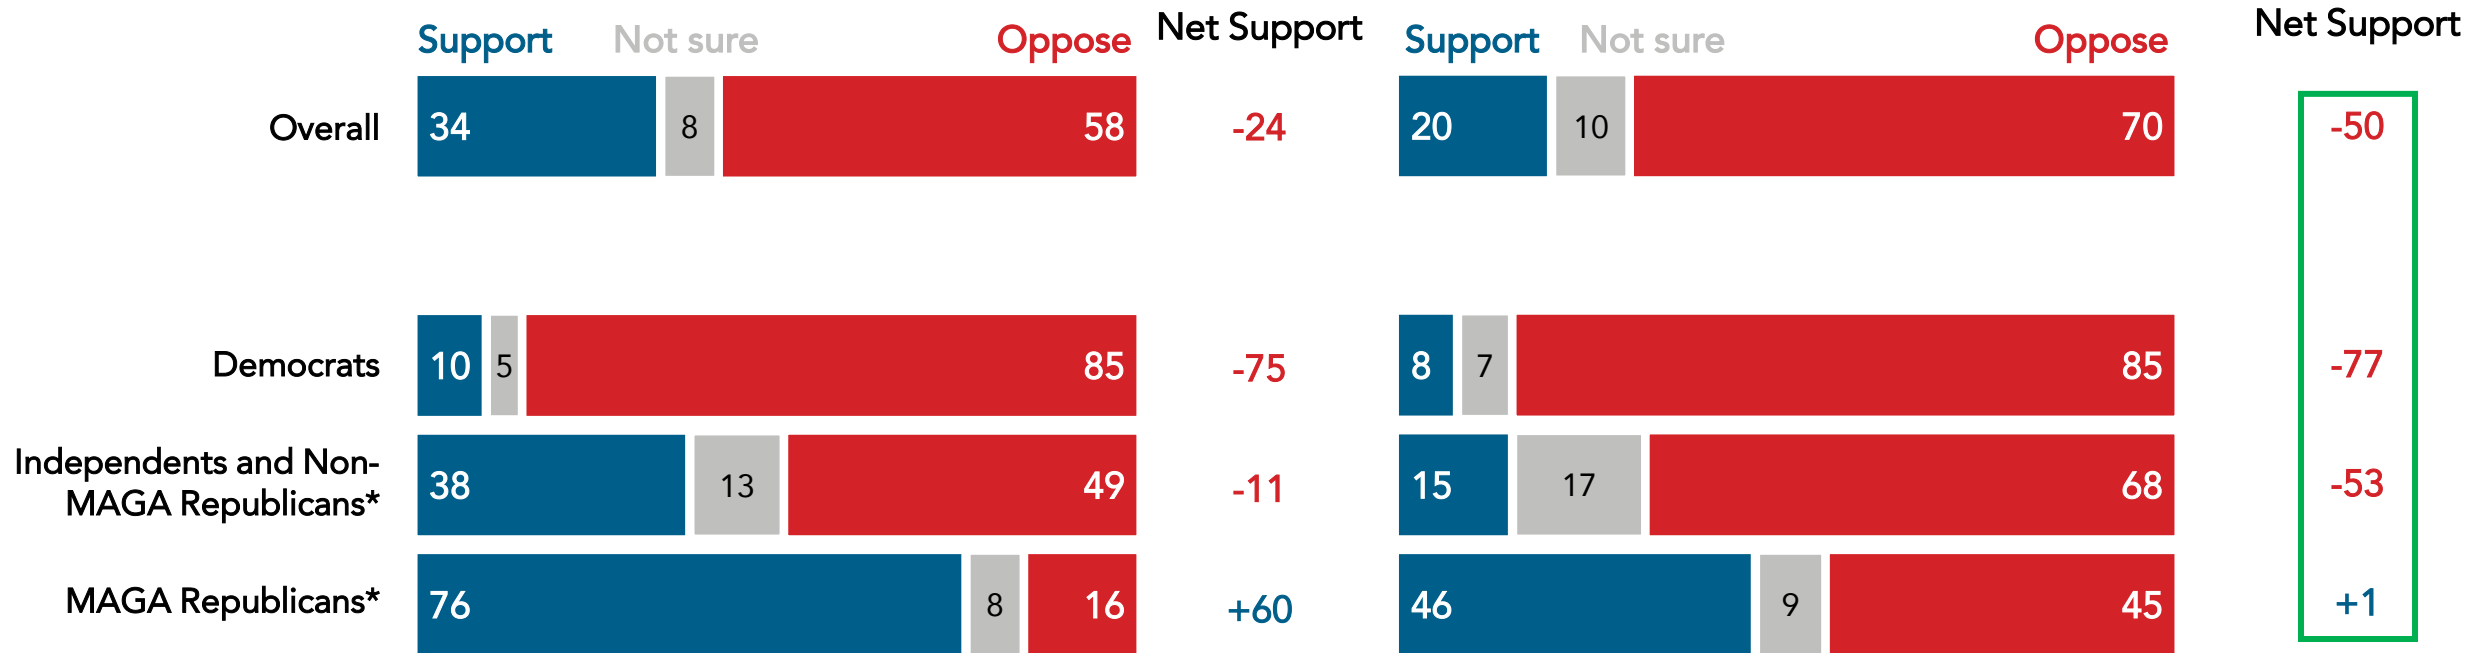 Support Not sure Oppose Net Support Support Not sure Oppose Net Support
Overall 34 8 58 -24 20 10 70 -50
Democrats 10 5 85 -75 8 7 85 -77
Independents and Non-
MAGA Republicans* 38 13 49 -11 15 17 68 -53
MAGA Republicans* 76 8 16 +60 46 9 45 +1